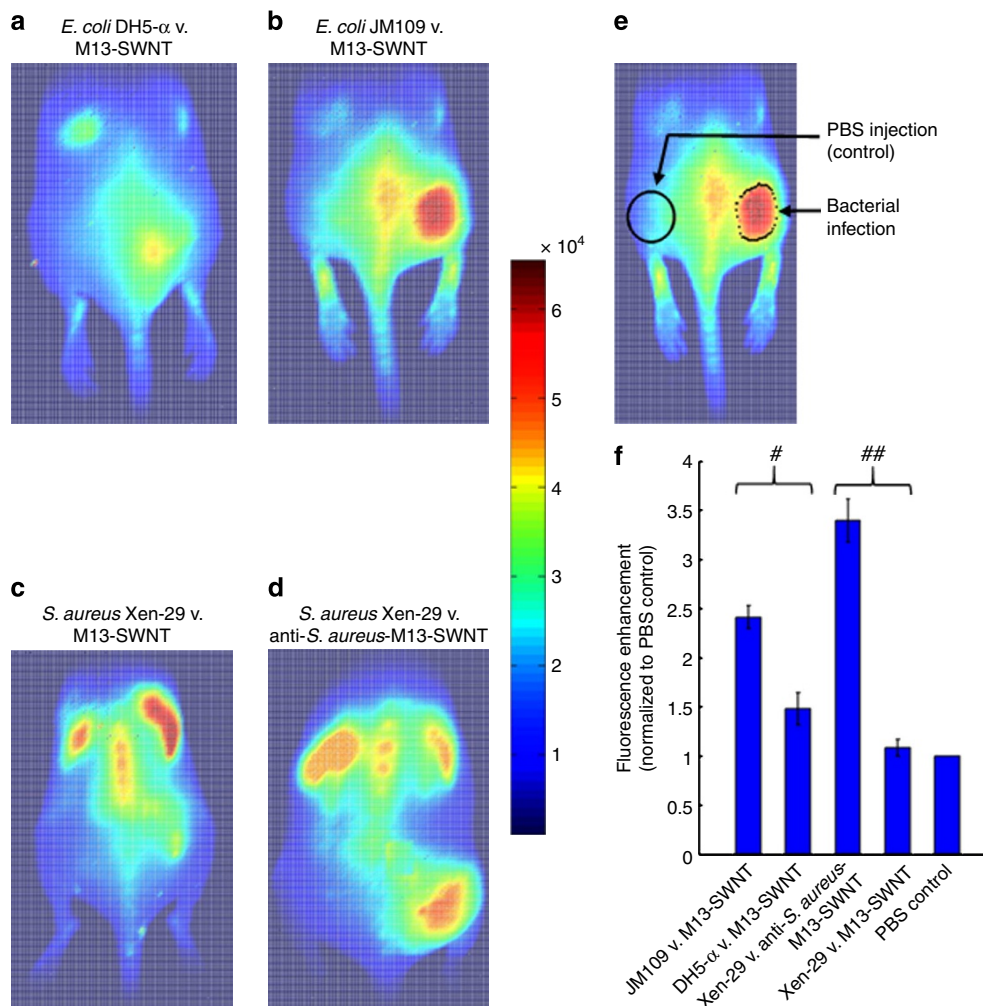 a
E. coli DH5-α v.
M13-SWNT
b
E. coli JM109 v.
M13-SWNT
e
PBS injection
(control)
Bacterial
infection
× 10⁴
6
5
4
3
2
1
c
S. aureus Xen-29 v.
M13-SWNT
d
S. aureus Xen-29 v.
anti-S. aureus-M13-SWNT
f
#
##
Fluorescence enhancement
(normalized to PBS control)
4
3.5
3
2.5
2
1.5
1
0.5
0
JM109 v. M13-SWNT
DH5-α v. M13-SWNT
Xen-29 v. anti-S. aureus-
M13-SWNT
Xen-29 v. M13-SWNT
PBS control